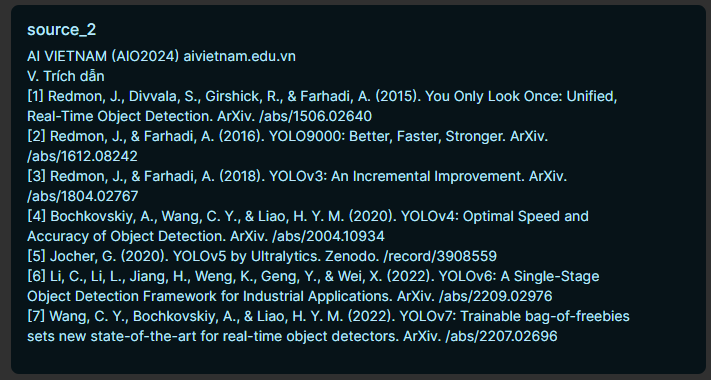 source_2
AI VIETNAM (AIO2024) aivietnam.edu.vn
V. Trích dẫn
[1] Redmon, J., Divvala, S., Girshick, R., & Farhadi, A. (2015). You Only Look Once: Unified,
Real-Time Object Detection. ArXiv. /abs/1506.02640
[2] Redmon, J., & Farhadi, A. (2016). YOLO9000: Better, Faster, Stronger. ArXiv.
/abs/1612.08242
[3] Redmon, J., & Farhadi, A. (2018). YOLOv3: An Incremental Improvement. ArXiv.
/abs/1804.02767
[4] Bochkovskiy, A., Wang, C. Y., & Liao, H. Y. M. (2020). YOLOv4: Optimal Speed and
Accuracy of Object Detection. ArXiv. /abs/2004.10934
[5] Jocher, G. (2020). YOLOv5 by Ultralytics. Zenodo. /record/3908559
[6] Li, C., Li, L., Jiang, H., Weng, K., Geng, Y., & Wei, X. (2022). YOLOv6: A Single-Stage
Object Detection Framework for Industrial Applications. ArXiv. /abs/2209.02976
[7] Wang, C. Y., Bochkovskiy, A., & Liao, H. Y. M. (2022). YOLOv7: Trainable bag-of-freebies
sets new state-of-the-art for real-time object detectors. ArXiv. /abs/2207.02696